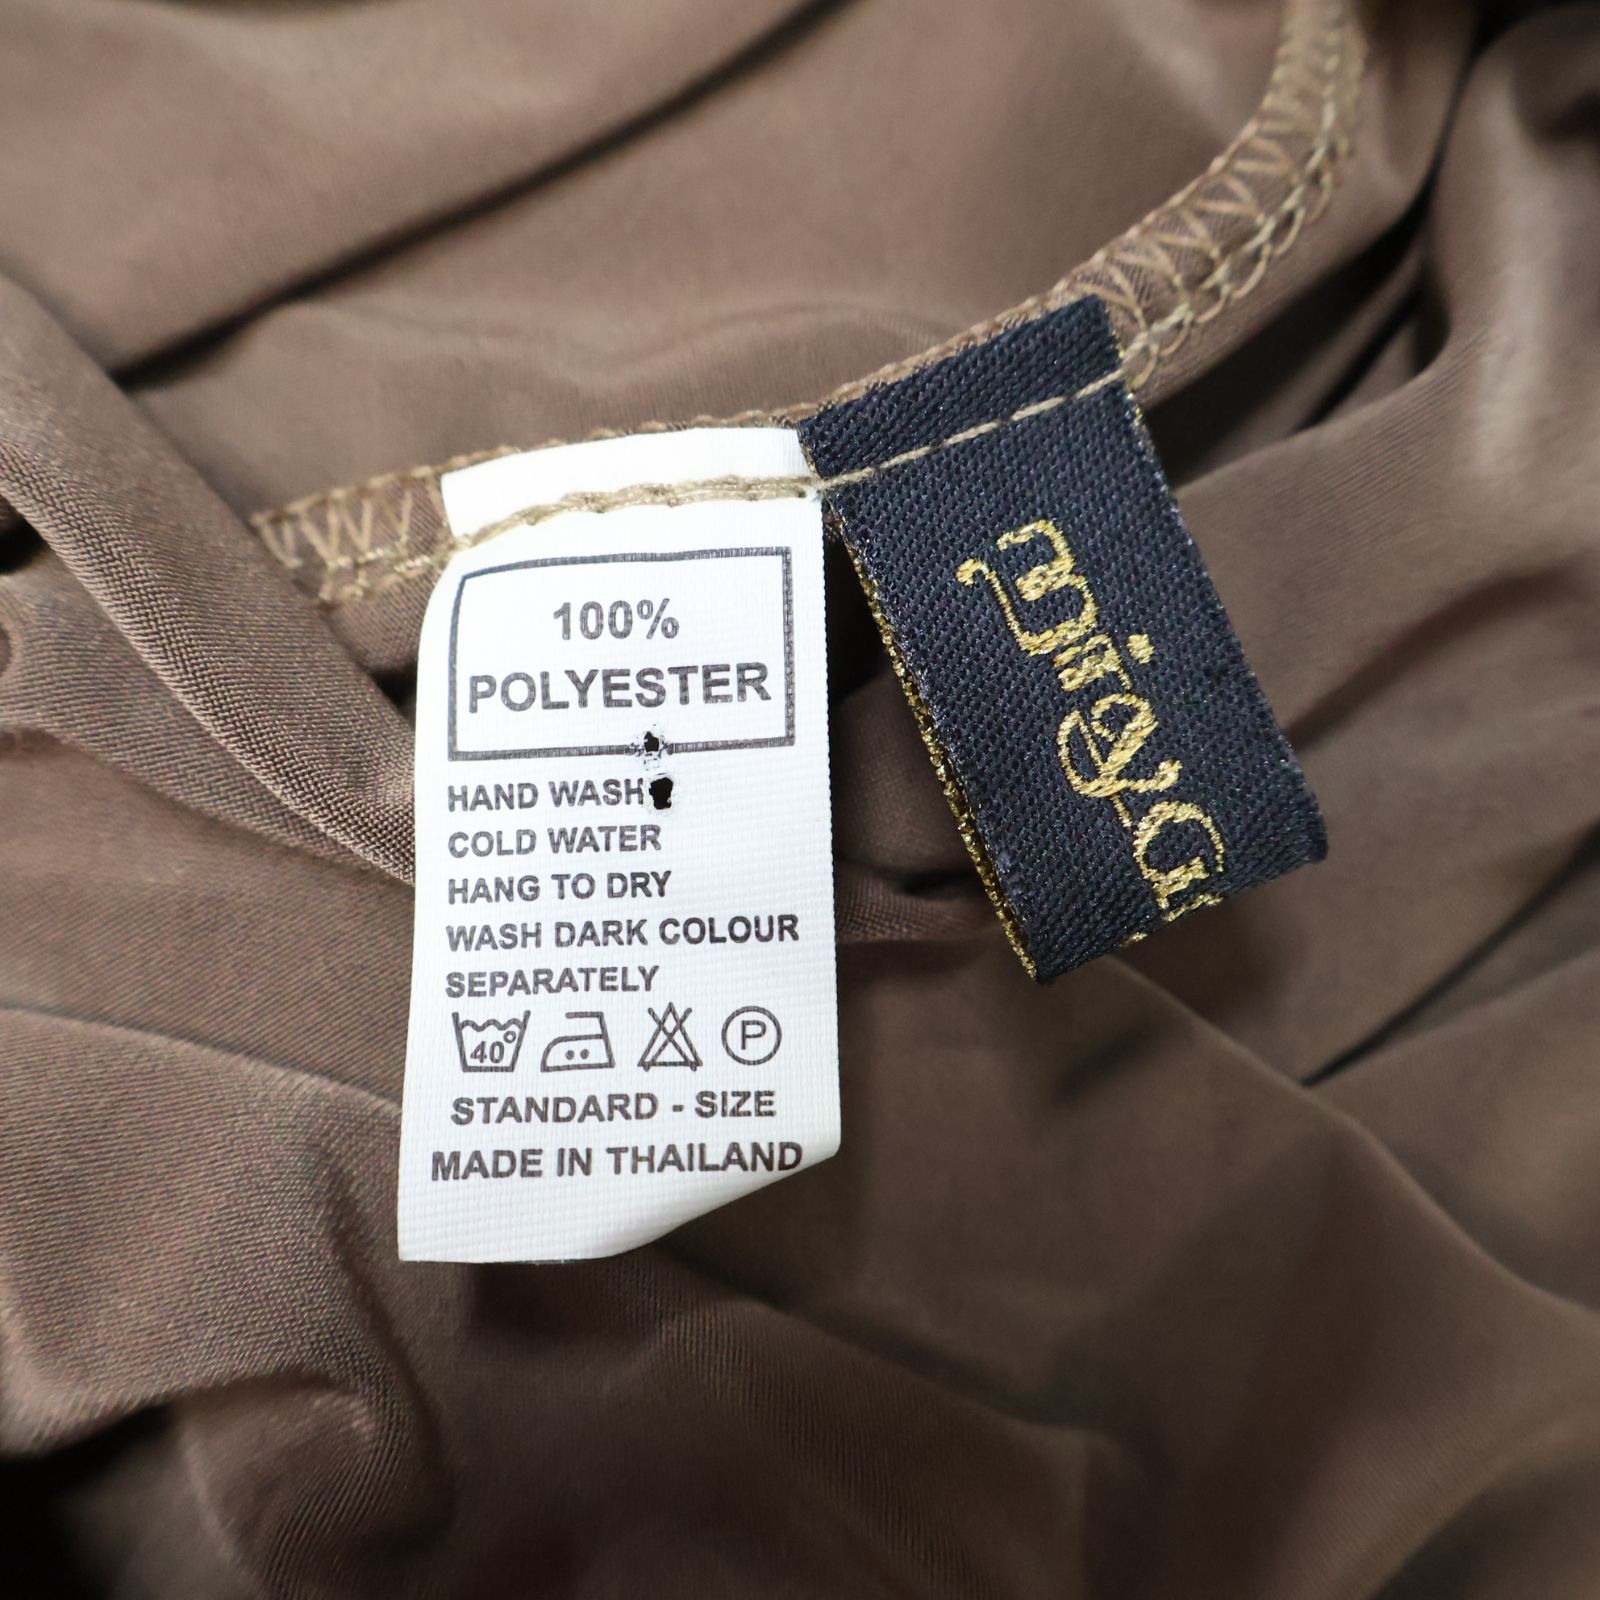 100%
POLYESTER
HAND WASH
COLD WATER
HANG TO DRY
WASH DARK COLOUR
SEPARATELY
40°
P
STANDARD - SIZE
MADE IN THAILAND